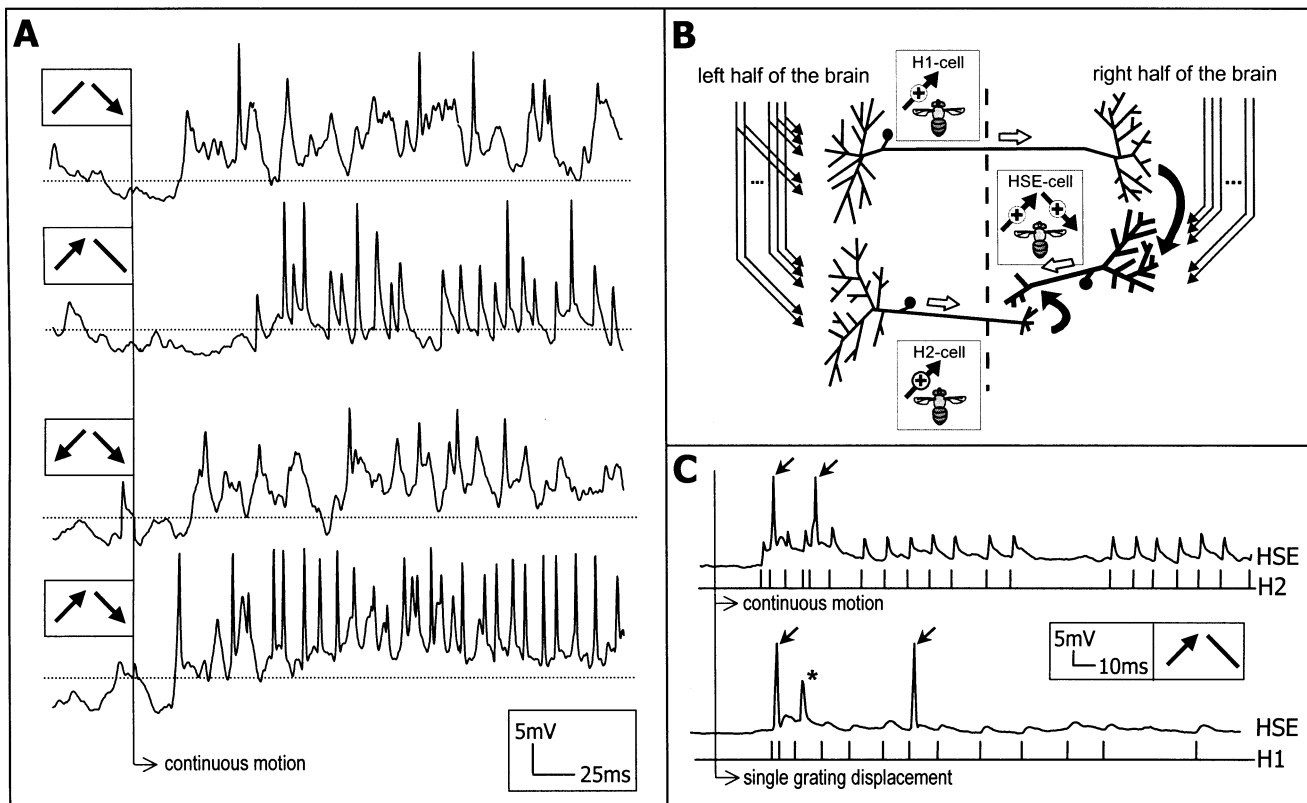 A
continuous motion
5mV
25ms
B
left half of the brain
right half of the brain
H1-cell
HSE-cell
H2-cell
...
...
C
HSE
H2
continuous motion
5mV
10ms
*
HSE
H1
single grating displacement